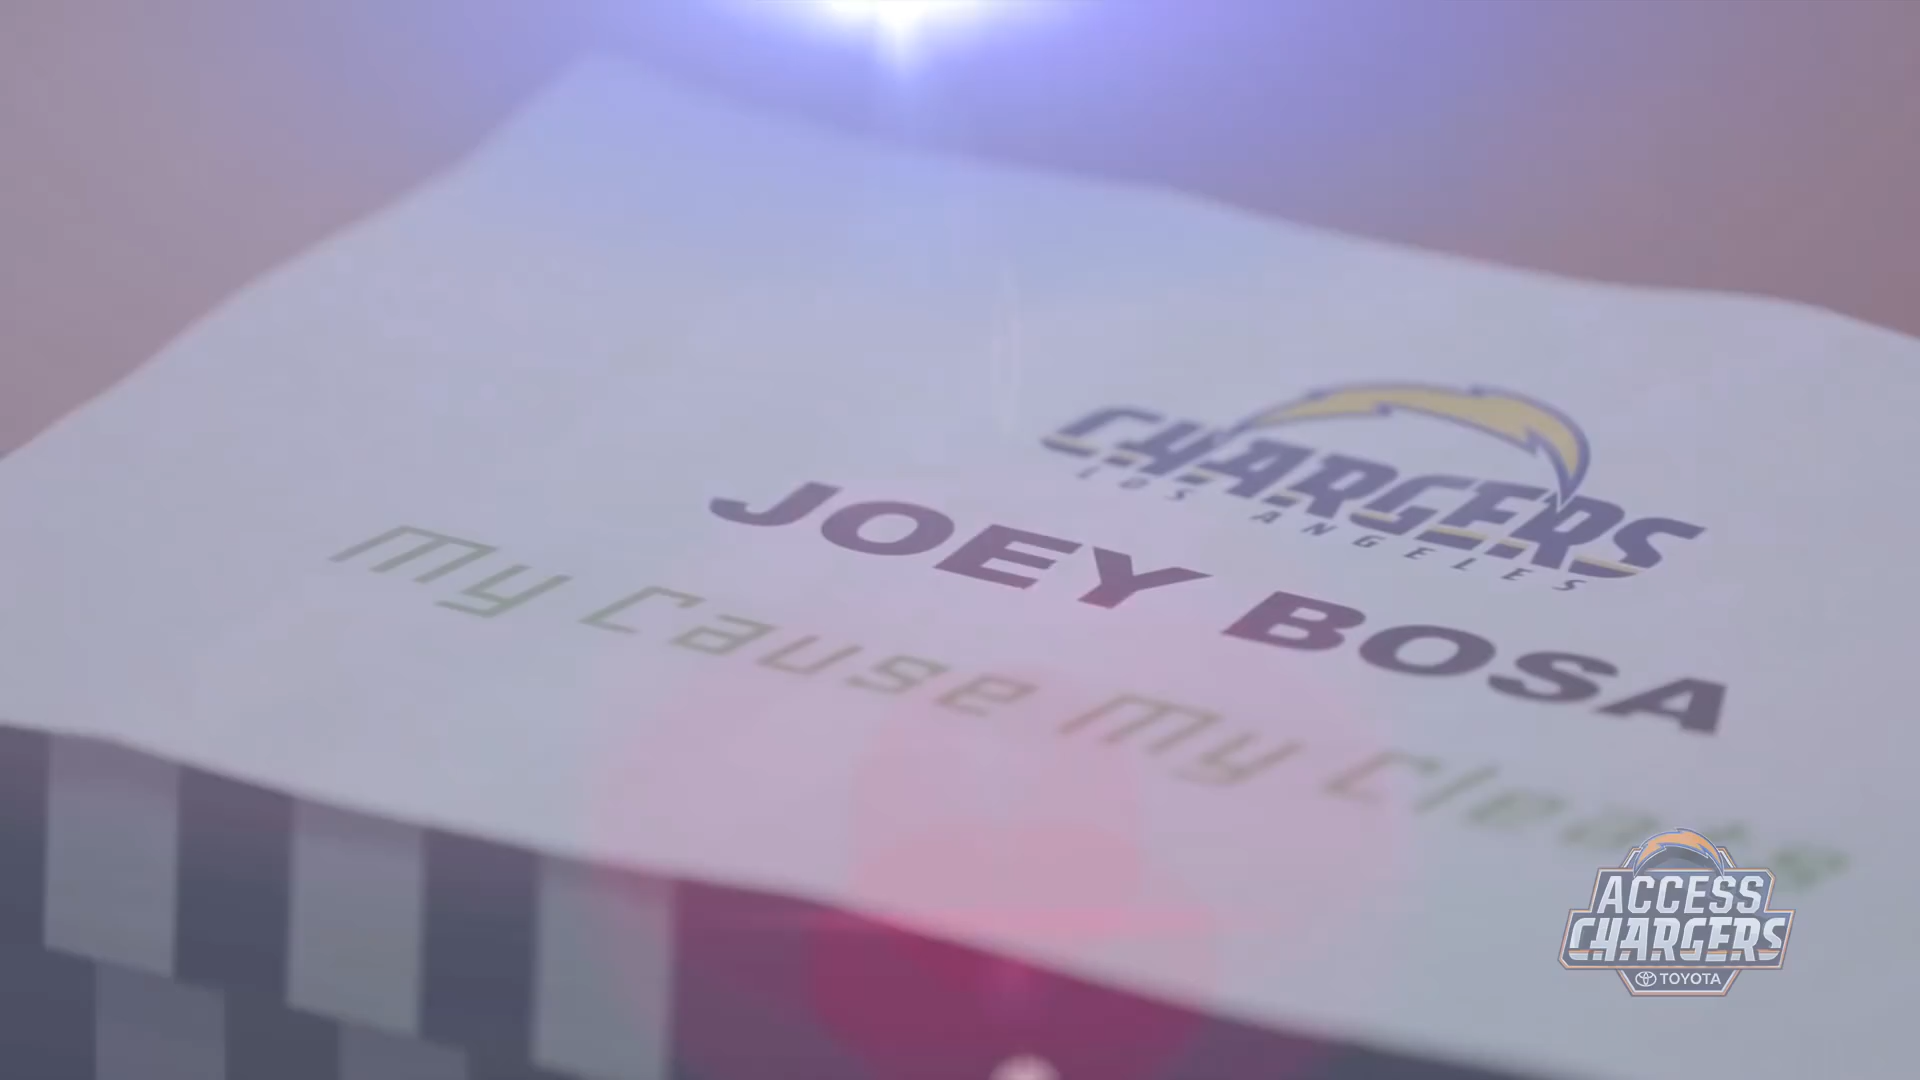 CHARGERS
LOS ANGELES
JOEY BOSA
My Cause My Cleats
ACCESS
CHARGERS
TOYOTA